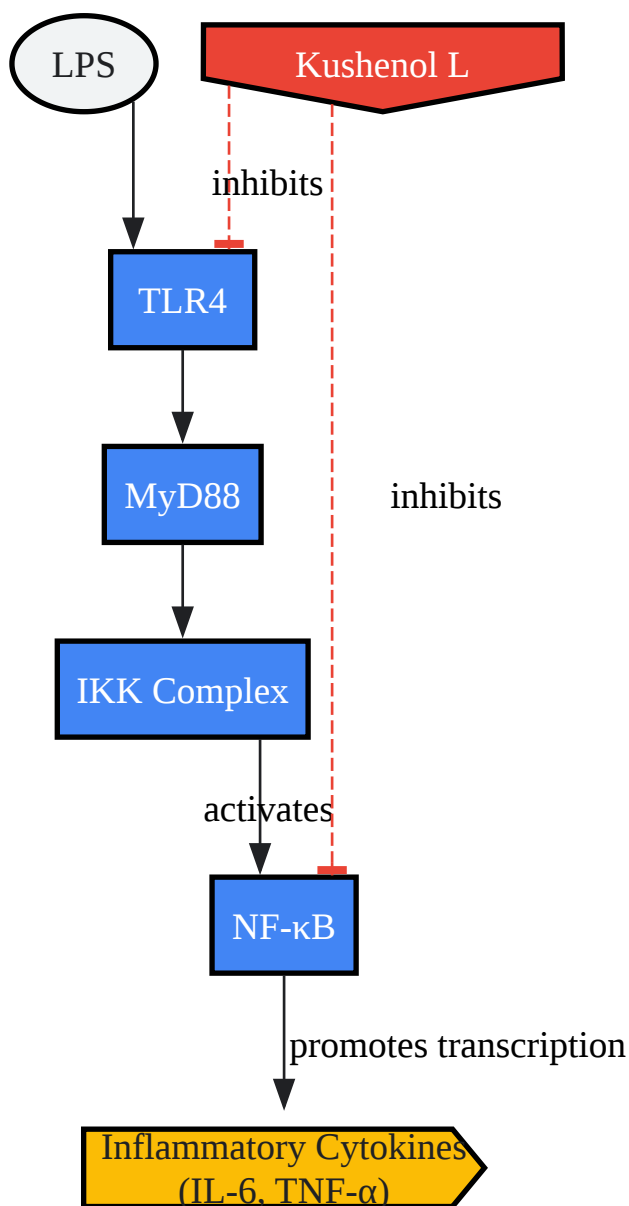 LPS
Kushenol L
inhibits
TLR4
MyD88
inhibits
IKK Complex
activates
NF-κB
promotes transcription
Inflammatory Cytokines
(IL-6, TNF-α)